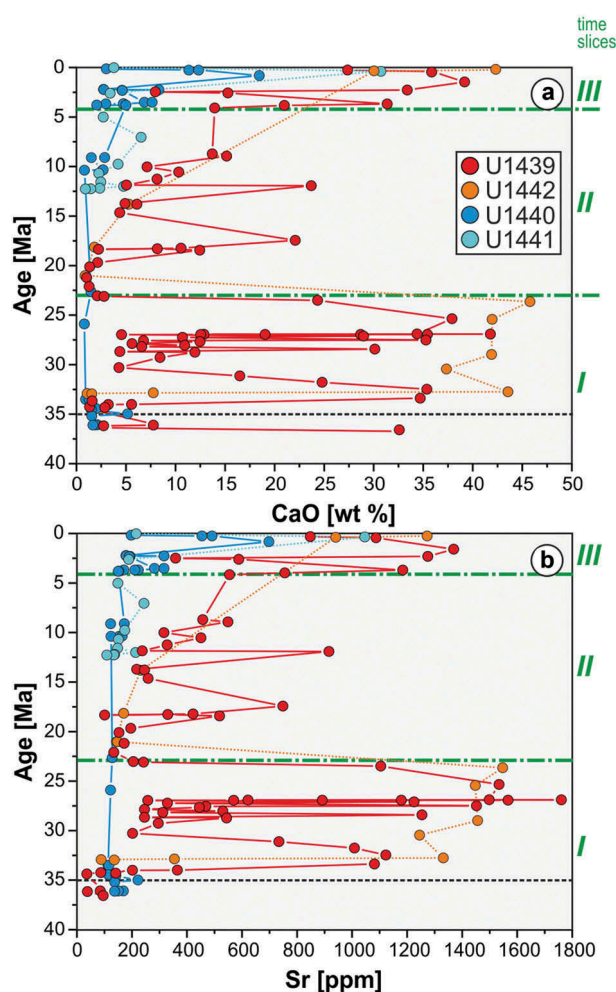 time
slices
0
5
10
15
20
25
30
35
40
Age [Ma]
a
U1439
U1442
U1440
U1441
III
II
I
0 5 10 15 20 25 30 35 40 45 50
CaO [wt %]
0
5
10
15
20
25
30
35
40
Age [Ma]
b
III
II
I
0 200 400 600 800 1000 1200 1400 1600 1800
Sr [ppm]